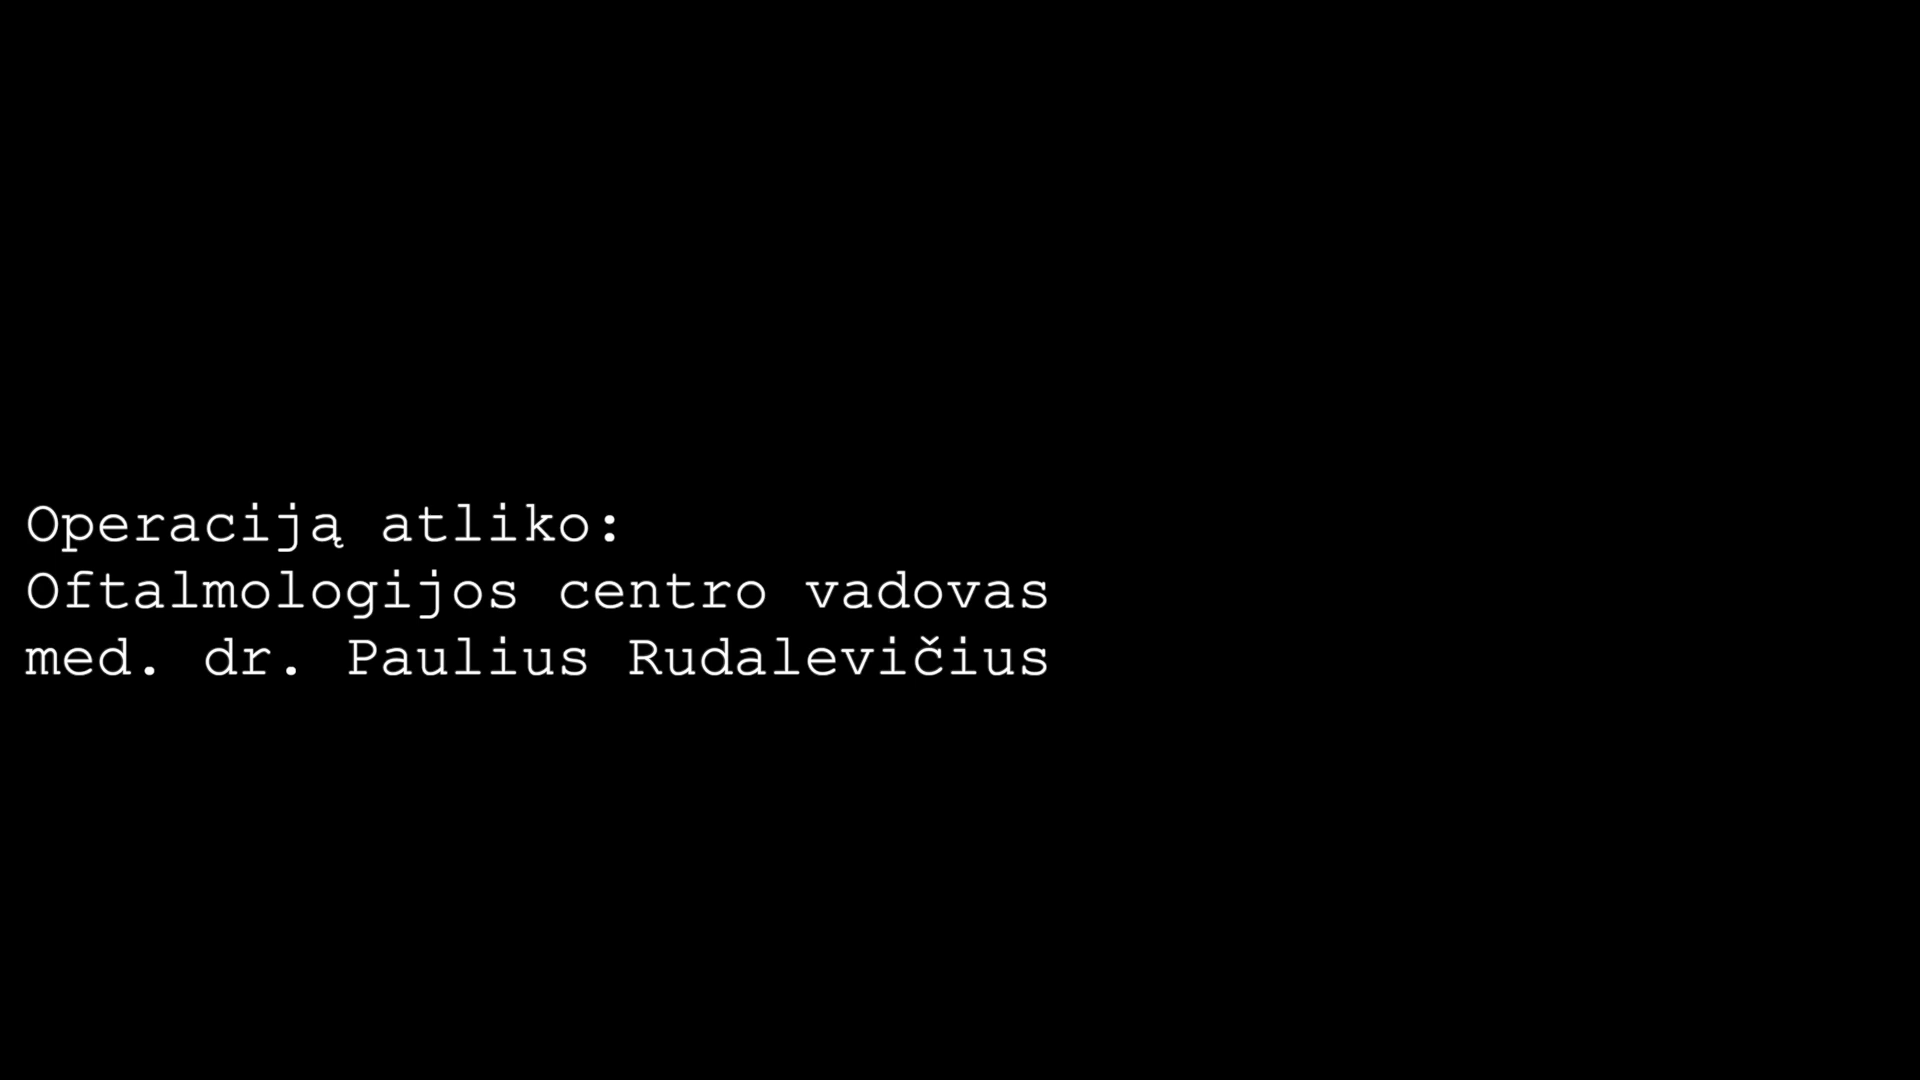 Operaciją atliko:
Oftalmologijos centro vadovas
med. dr. Paulius Rudalevičius